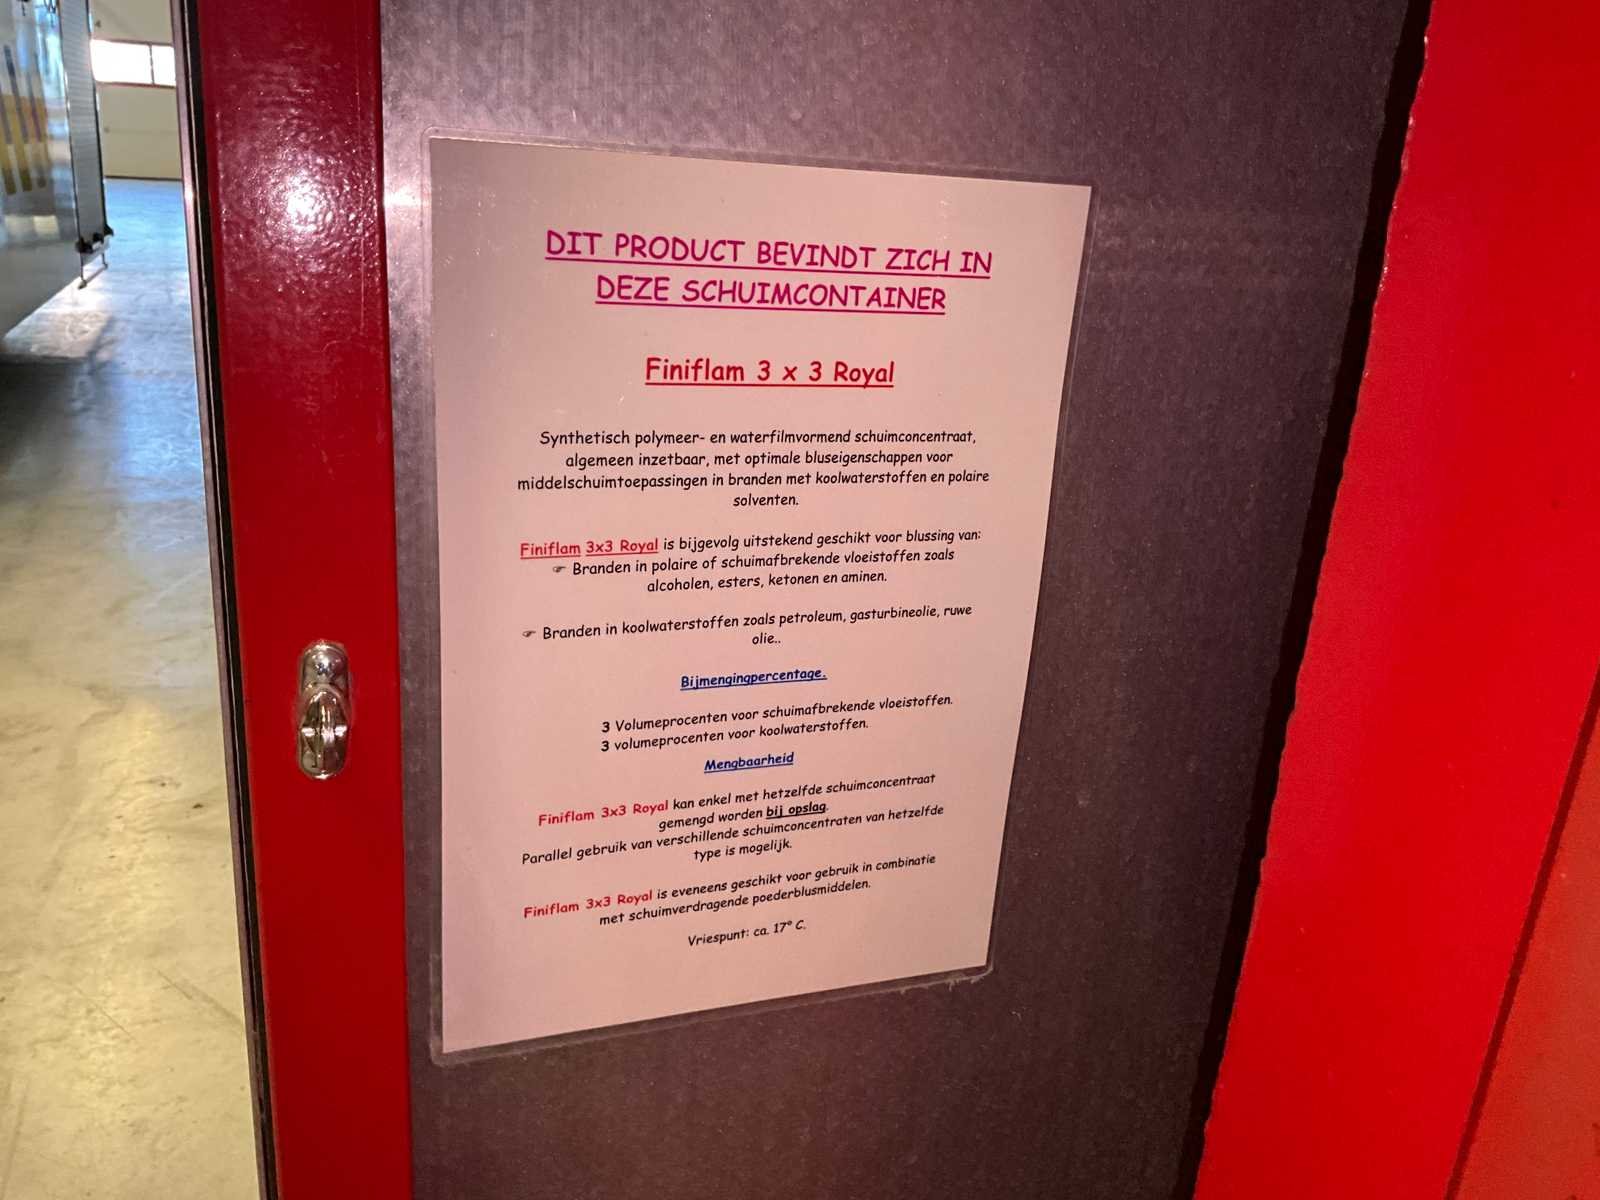 DIT PRODUCT BEVINDT ZICH IN
DEZE SCHUIMCONTAINER
Finiflam 3 x 3 Royal
Synthetisch polymeer- en waterfilmvormend schuimconcentraat,
algemeen inzetbaar, met optimale bluseigenschappen voor
middelschuimtoepassingen in branden met koolwaterstoffen en polaire
solventen.
Finiflam 3x3 Royal is bijgevolg uitstekend geschikt voor blussing van:
☞ Branden in polaire of schuimafbrekende vloeistoffen zoals
alcoholen, esters, ketonen en aminen.
☞ Branden in koolwaterstoffen zoals petroleum, gasturbineolie, ruwe
olie..
Bijmengingpercentage.
3 Volumeprocenten voor schuimafbrekende vloeistoffen.
3 volumeprocenten voor koolwaterstoffen.
Mengbaarheid
Finiflam 3x3 Royal kan enkel met hetzelfde schuimconcentraat
gemengd worden bij opslag.
Parallel gebruik van verschillende schuimconcentraten van hetzelfde
type is mogelijk.
Finiflam 3x3 Royal is eveneens geschikt voor gebruik in combinatie
met schuimverdragende poederblusmiddelen.
Vriespunt: ca. 17° C.